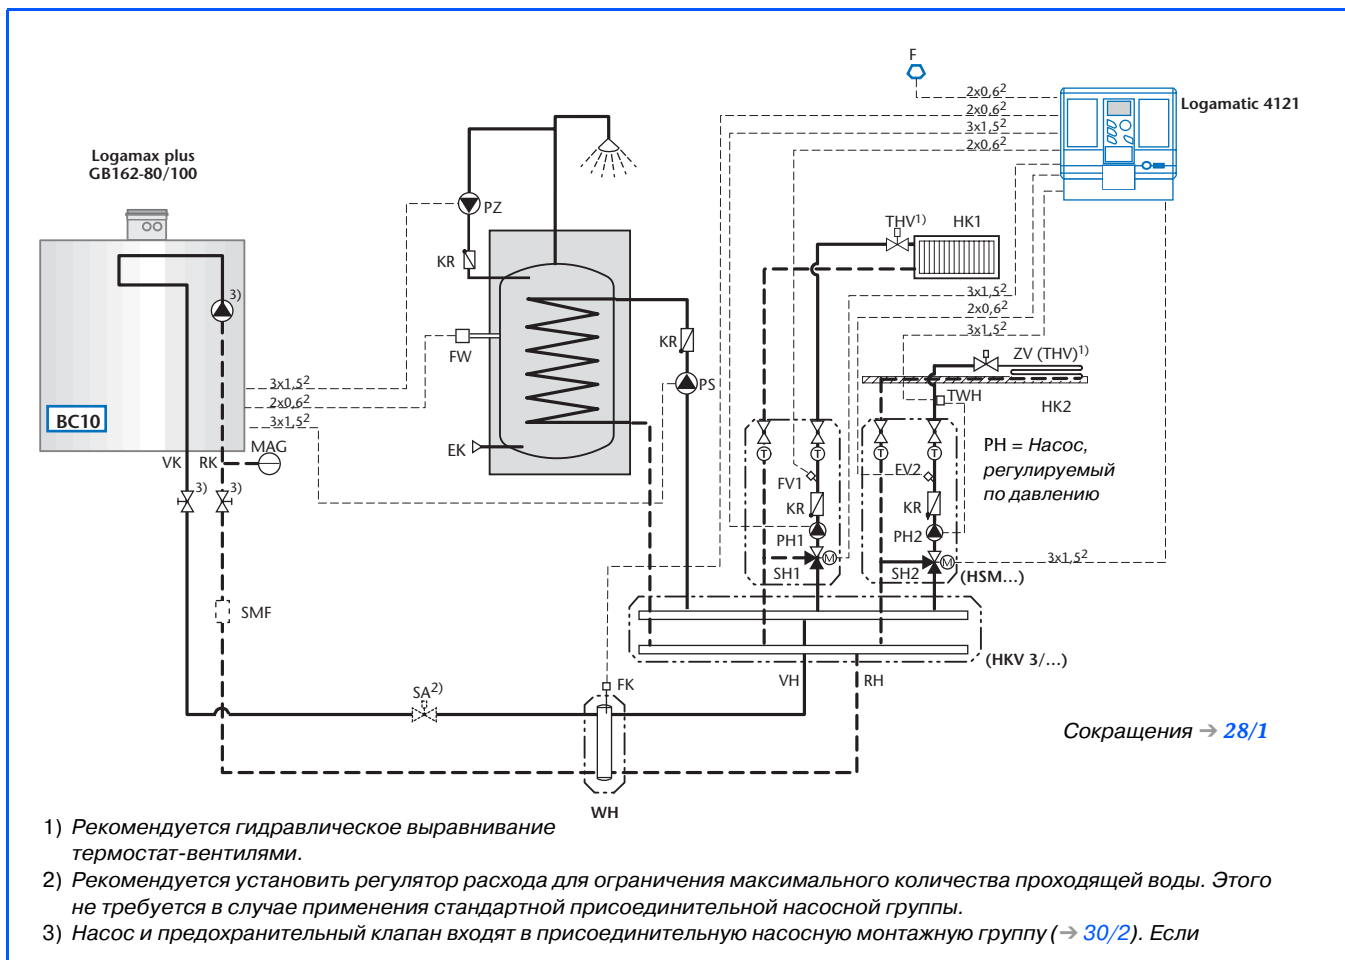 F
2x0,6²
2x0,6²
3x1,5²
2x0,6²
Logamatic 4121
Logamax plus
GB162-80/100
PZ
THV¹⁾
HK1
KR
3)
3x1,5²
2x0,6²
3x1,5²
KR
FW
ZV (THV)¹⁾
3x1,5²
2x0,6²
3x1,5²
PS
TWH
HK2
BC10
MAG
VK
RK
EK
T
T
T
T
PH = Насос,
регулируемый
по давлению
FV1
FV2
3)
3)
KR
KR
PH1
PH2
M
M
3x1,5²
SH1
SH2
(HSM...)
SMF
(HKV 3/...)
VH
RH
SA²⁾
FK
Сокращения → 28/1
WH
1) Рекомендуется гидравлическое выравнивание
термостат-вентилями.
2) Рекомендуется установить регулятор расхода для ограничения максимального количества проходящей воды. Этого
не требуется в случае применения стандартной присоединительной насосной группы.
3) Насос и предохранительный клапан входят в присоединительную насосную монтажную группу (→ 30/2). Если